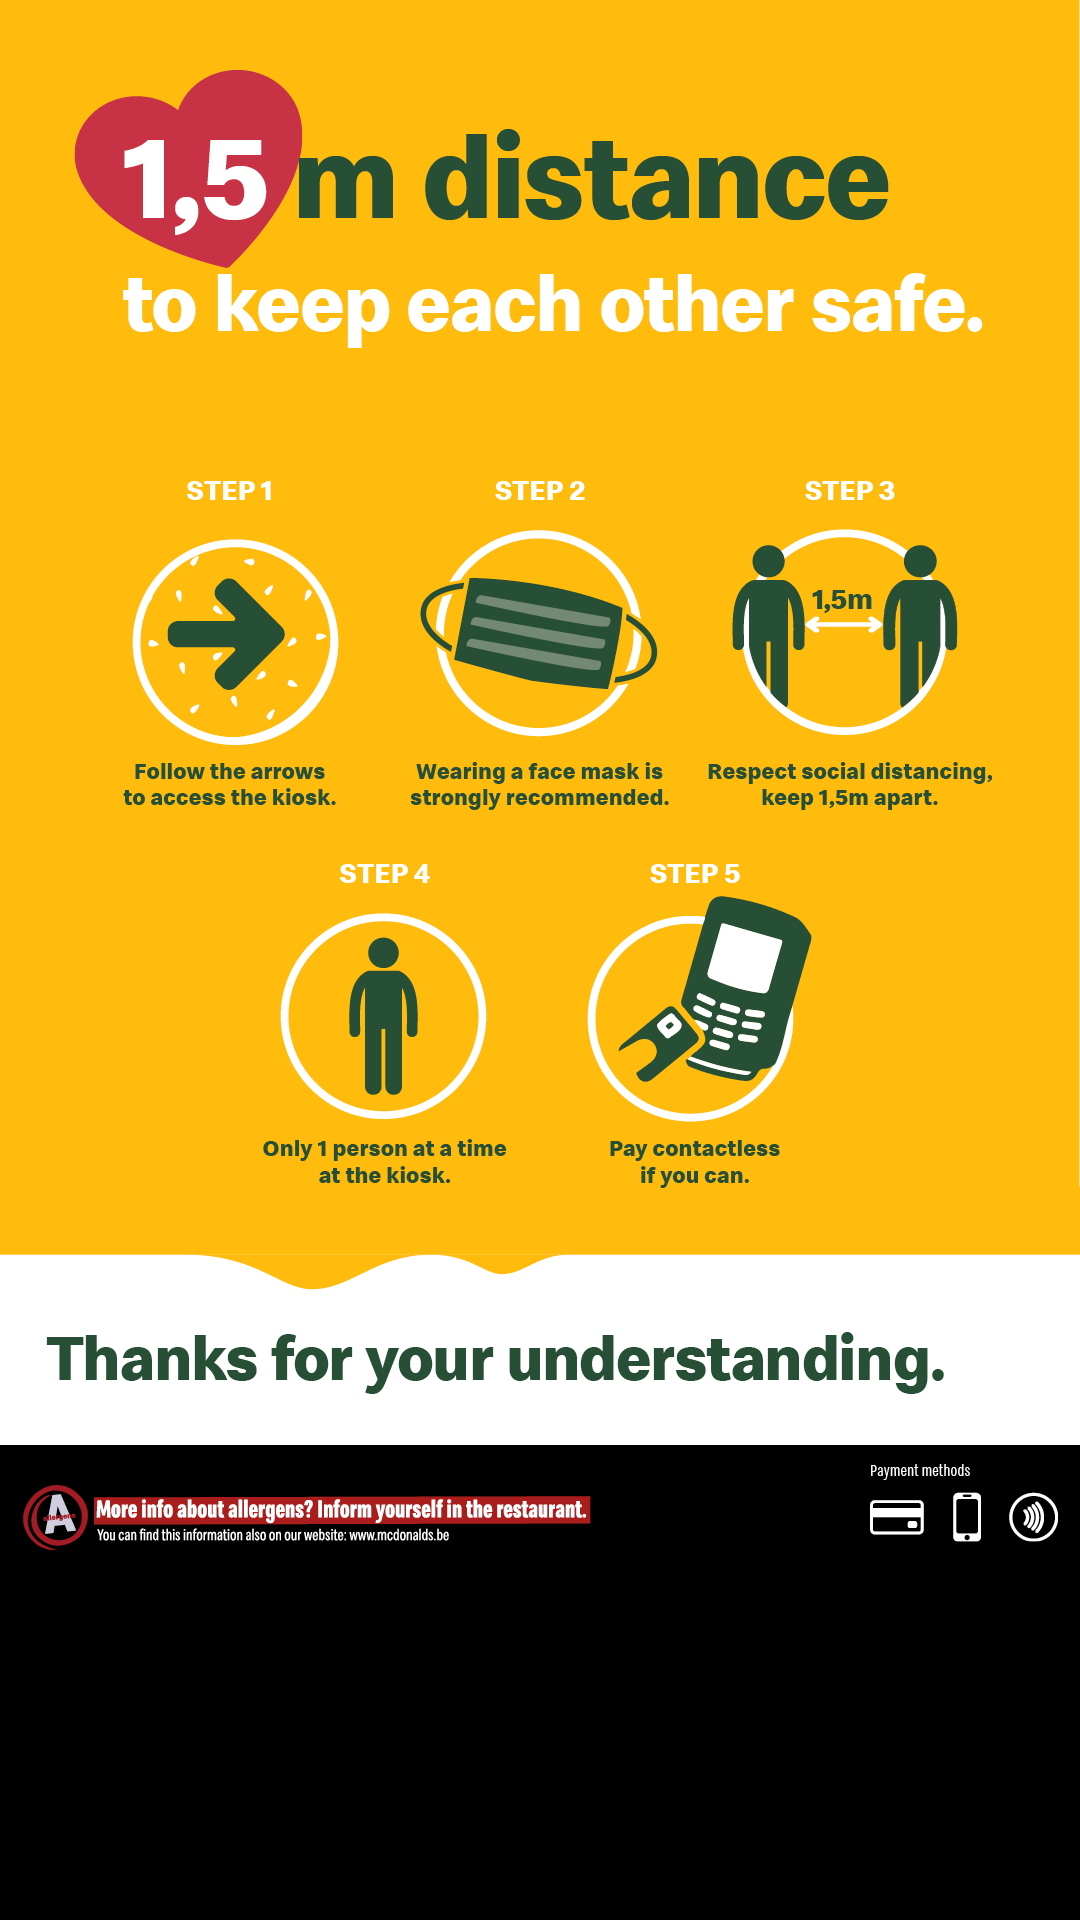 1,5 m distance
to keep each other safe.
STEP 1
STEP 2
STEP 3
1,5m
Follow the arrows
to access the kiosk.
Wearing a face mask is
strongly recommended.
Respect social distancing,
keep 1,5m apart.
STEP 4
STEP 5
Only 1 person at a time
at the kiosk.
Pay contactless
if you can.
Thanks for your understanding.
Payment methods
A
allergens
More info about allergens? Inform yourself in the restaurant.
You can find this information also on our website: www.mcdonalds.be